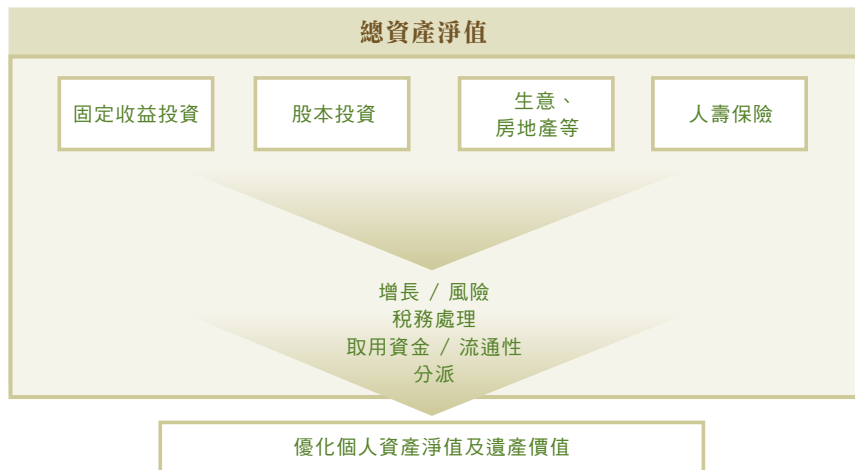 總資產淨值
固定收益投資
股本投資
生意、
房地產等
人壽保險
增長 / 風險
稅務處理
取用資金 / 流通性
分派
優化個人資產淨值及遺產價值